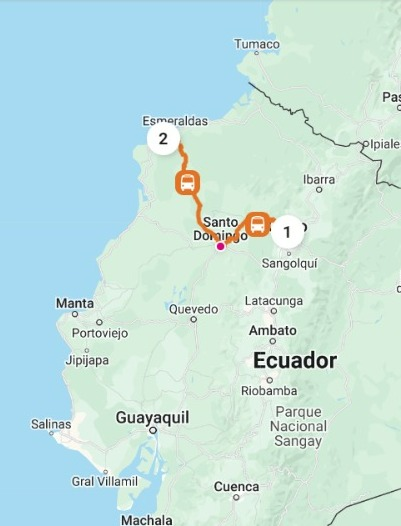 Tumaco
Pas
Esmeraldas
2
Ipiale
Ibarra
Santo
Domingo
1
o
Sangolquí
Manta
Quevedo
Latacunga
Portoviejo
Ambato
Jipijapa
Ecuador
Riobamba
Salinas
Guayaquil
Parque
Nacional
Sangay
Gral Villamil
Cuenca
Machala